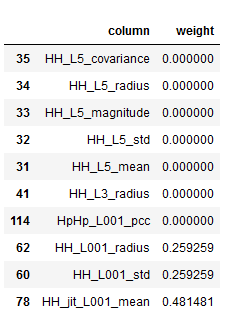 column weight
35 HH_L5_covariance 0.000000
34 HH_L5_radius 0.000000
33 HH_L5_magnitude 0.000000
32 HH_L5_std 0.000000
31 HH_L5_mean 0.000000
41 HH_L3_radius 0.000000
114 HpHp_L001_pcc 0.000000
62 HH_L001_radius 0.259259
60 HH_L001_std 0.259259
78 HH_jit_L001_mean 0.481481